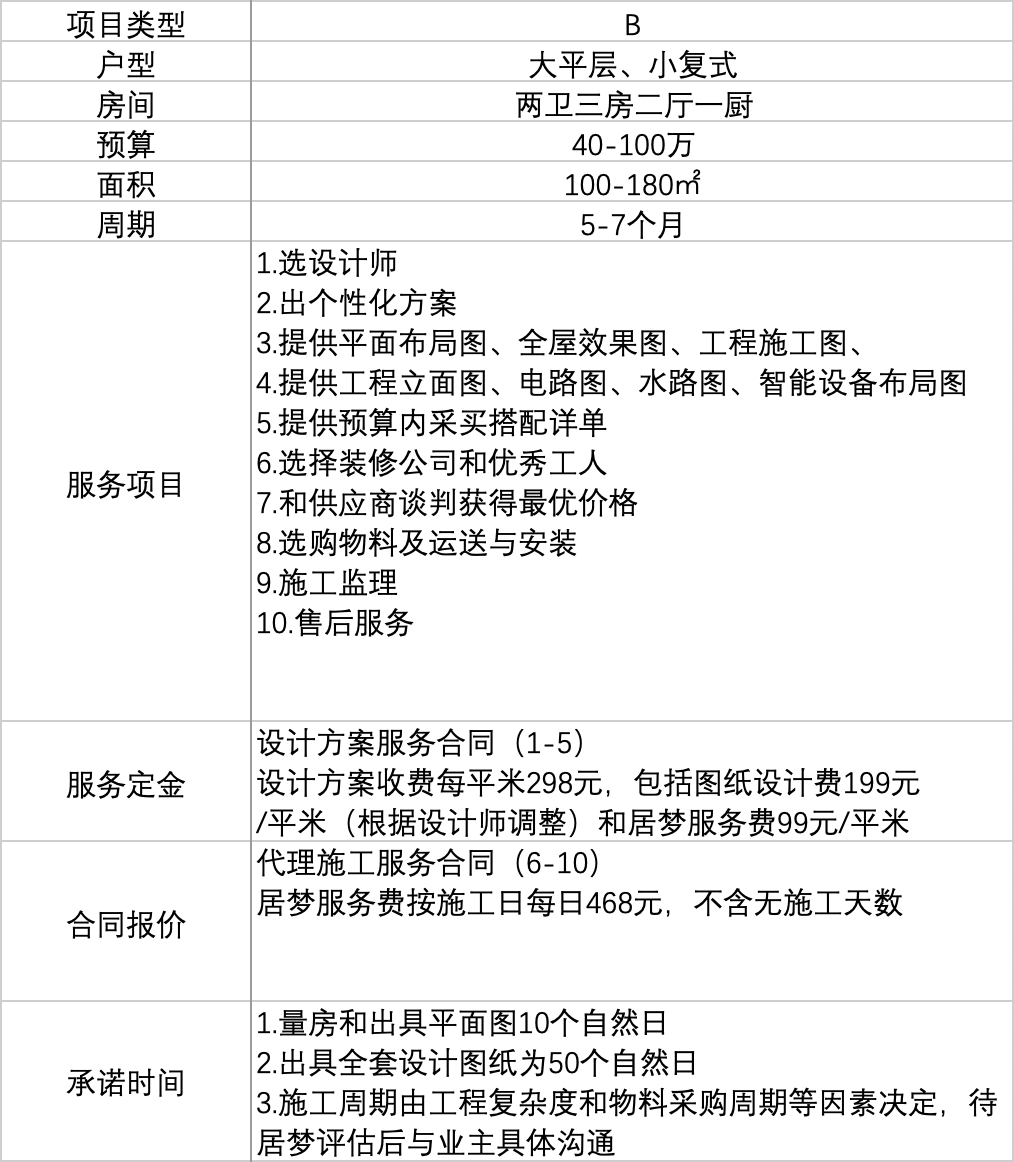 项目类型 B
户型 大平层、小复式
房间 两卫三房二厅一厨
预算 40-100万
面积 100-180㎡
周期 5-7个月
服务项目
1.选设计师
2.出个性化方案
3.提供平面布局图、全屋效果图、工程施工图、
4.提供工程立面图、电路图、水路图、智能设备布局图
5.提供预算内采买搭配详单
6.选择装修公司和优秀工人
7.和供应商谈判获得最优价格
8.选购物料及运送与安装
9.施工监理
10.售后服务
服务定金
设计方案服务合同（1-5）
设计方案收费每平米298元，包括图纸设计费199元
/平米（根据设计师调整）和居梦服务费99元/平米
合同报价
代理施工服务合同（6-10）
居梦服务费按施工日每日468元，不含无施工天数
承诺时间
1.量房和出具平面图10个自然日
2.出具全套设计图纸为50个自然日
3.施工周期由工程复杂度和物料采购周期等因素决定，待
居梦评估后与业主具体沟通